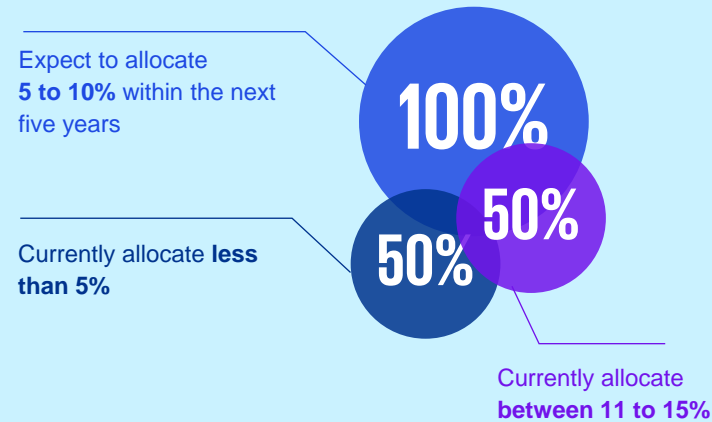 Expect to allocate
5 to 10% within the next
five years
100%
Currently allocate less
than 5%
50%
50%
Currently allocate
between 11 to 15%